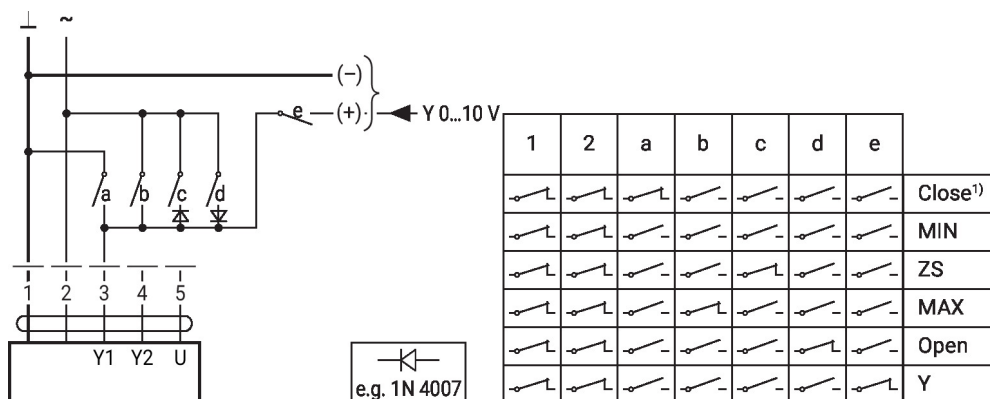 ⊥ ~
(–)
e (+) Y 0...10 V
a b c d
1 2 3 4 5
Y1 Y2 U
e.g. 1N 4007
1 2 a b c d e
Close1)
MIN
ZS
MAX
Open
Y